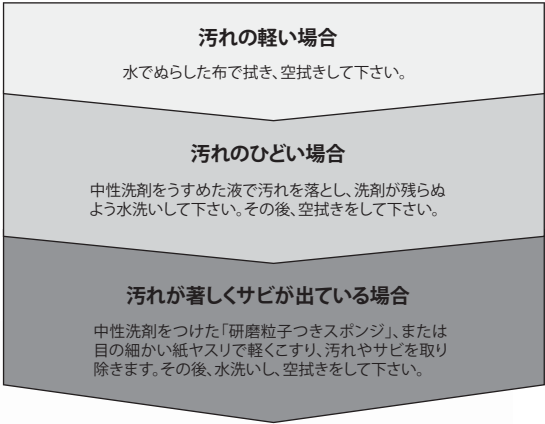 汚れの軽い場合
水でぬらした布で拭き、空拭きして下さい。
汚れのひどい場合
中性洗剤をうすめた液で汚れを落とし、洗剤が残らぬ
よう水洗いして下さい。その後、空拭きをして下さい。
汚れが著しくサビが出ている場合
中性洗剤をつけた「研磨粒子つきスポンジ」、または
目の細かい紙ヤスリで軽くこすり、汚れやサビを取り
除きます。その後、水洗いし、空拭きをして下さい。